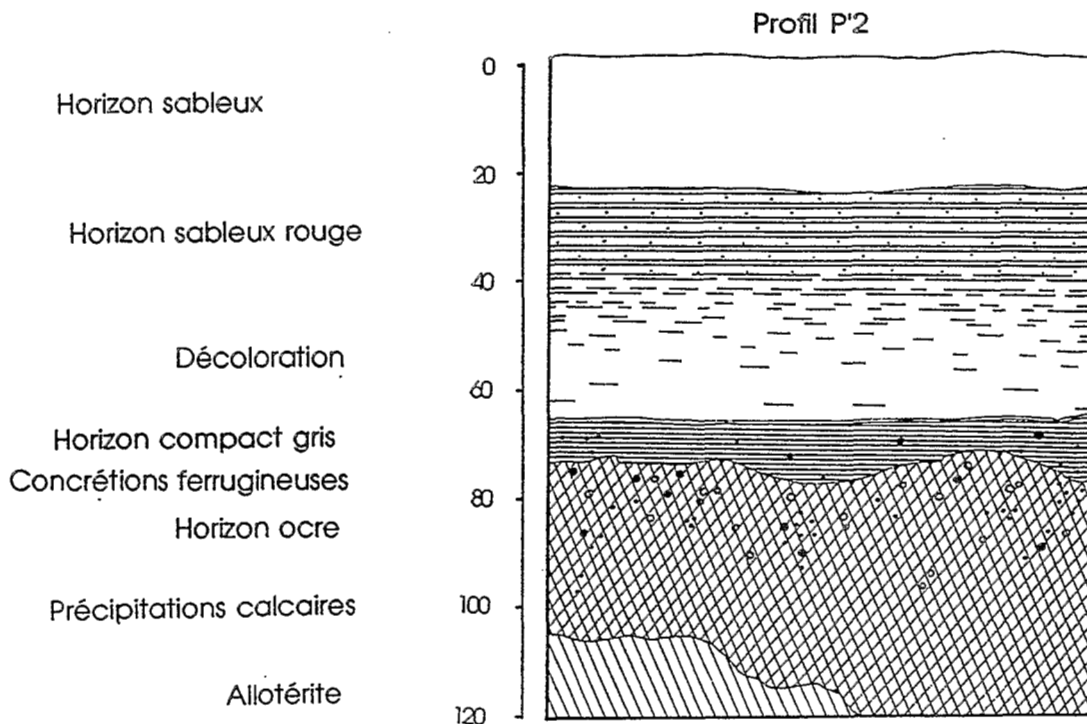 Profil P'2
0
Horizon sableux
20
Horizon sableux rouge
40
Décoloration
60
Horizon compact gris
Concrétions ferrugineuses
80
Horizon ocre
Précipitations calcaires
100
Allotérite
120